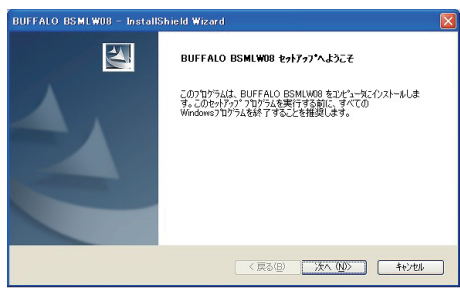 BUFFALO BSMLW08 - InstallShield Wizard
BUFFALO BSMLW08 ｾｯﾄｱｯﾌﾟへようこそ
このﾌﾟﾛｸﾞﾗﾑは、BUFFALO BSMLW08 をｺﾝﾋﾟｭｰﾀにｲﾝｽﾄｰﾙしま
す。このｾｯﾄｱｯﾌﾟ ﾌﾟﾛｸﾞﾗﾑを実行する前に、すべての
Windowsﾌﾟﾛｸﾞﾗﾑを終了することを推奨します。
< 戻る(B)
次へ (N)>
ｷｬﾝｾﾙ